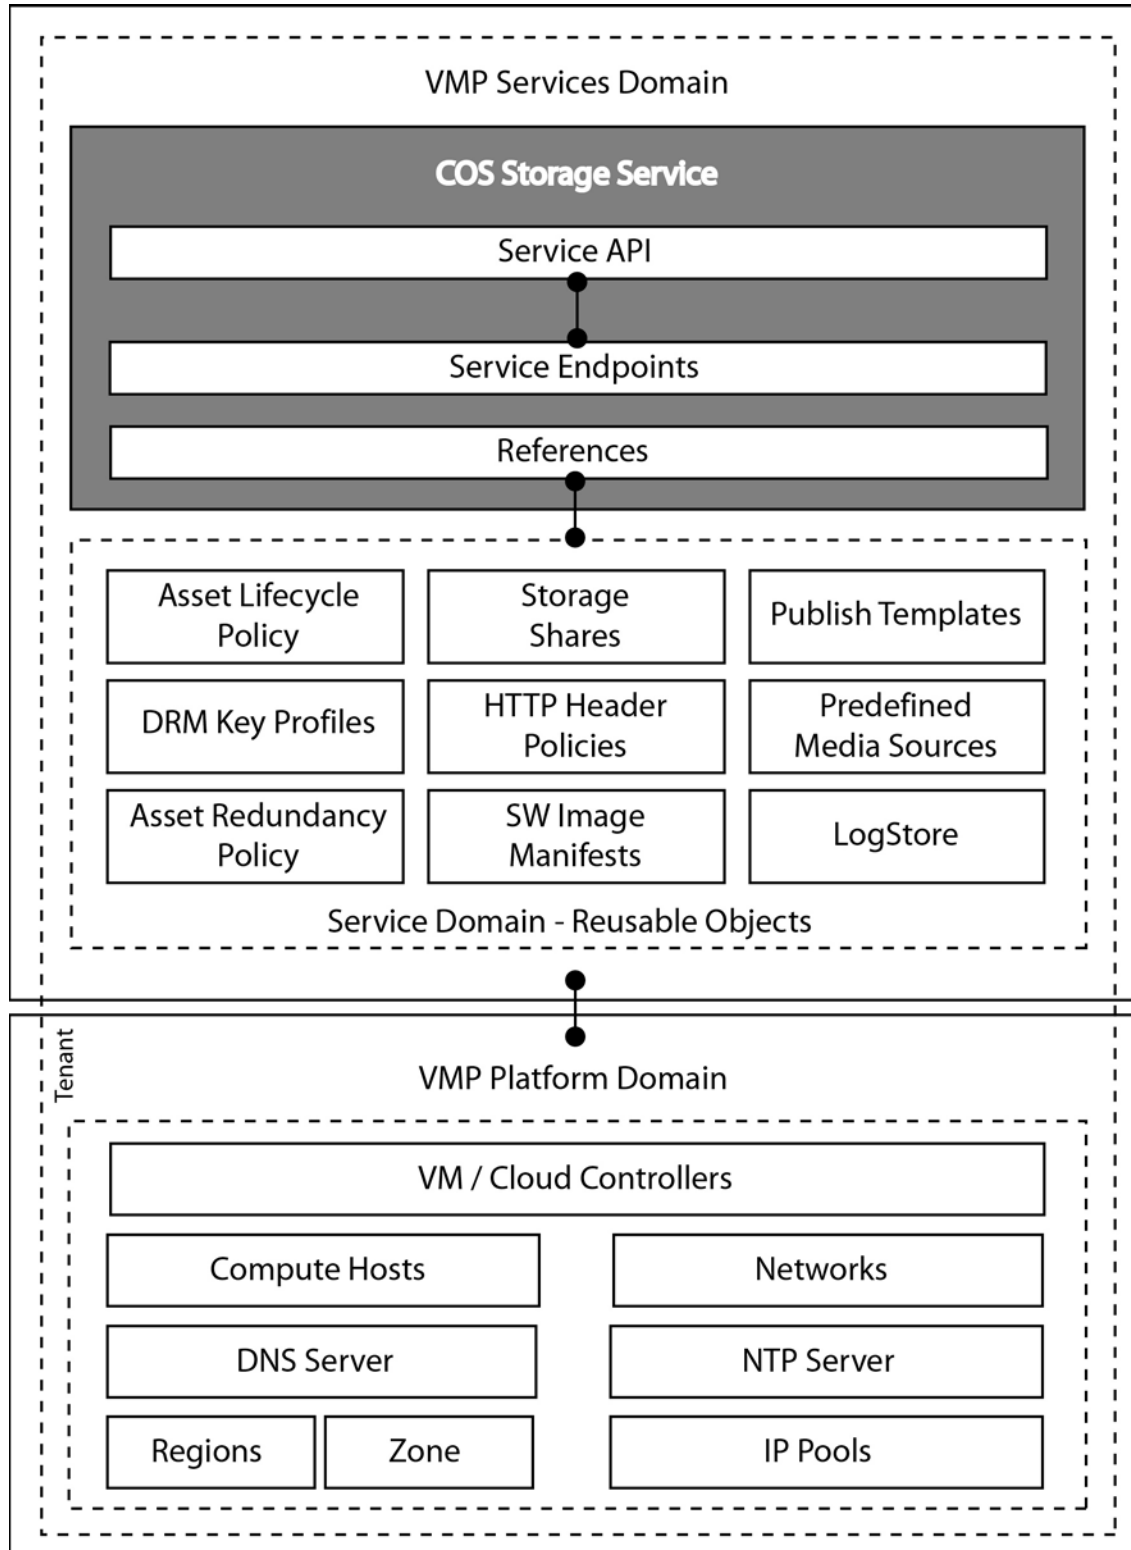 VMP Services Domain
COS Storage Service
Service API
Service Endpoints
References
Asset Lifecycle
Policy
Storage
Shares
Publish Templates
DRM Key Profiles
HTTP Header
Policies
Predefined
Media Sources
Asset Redundancy
Policy
SW Image
Manifests
LogStore
Service Domain - Reusable Objects
Tenant
VMP Platform Domain
VM / Cloud Controllers
Compute Hosts
Networks
DNS Server
NTP Server
Regions
Zone
IP Pools